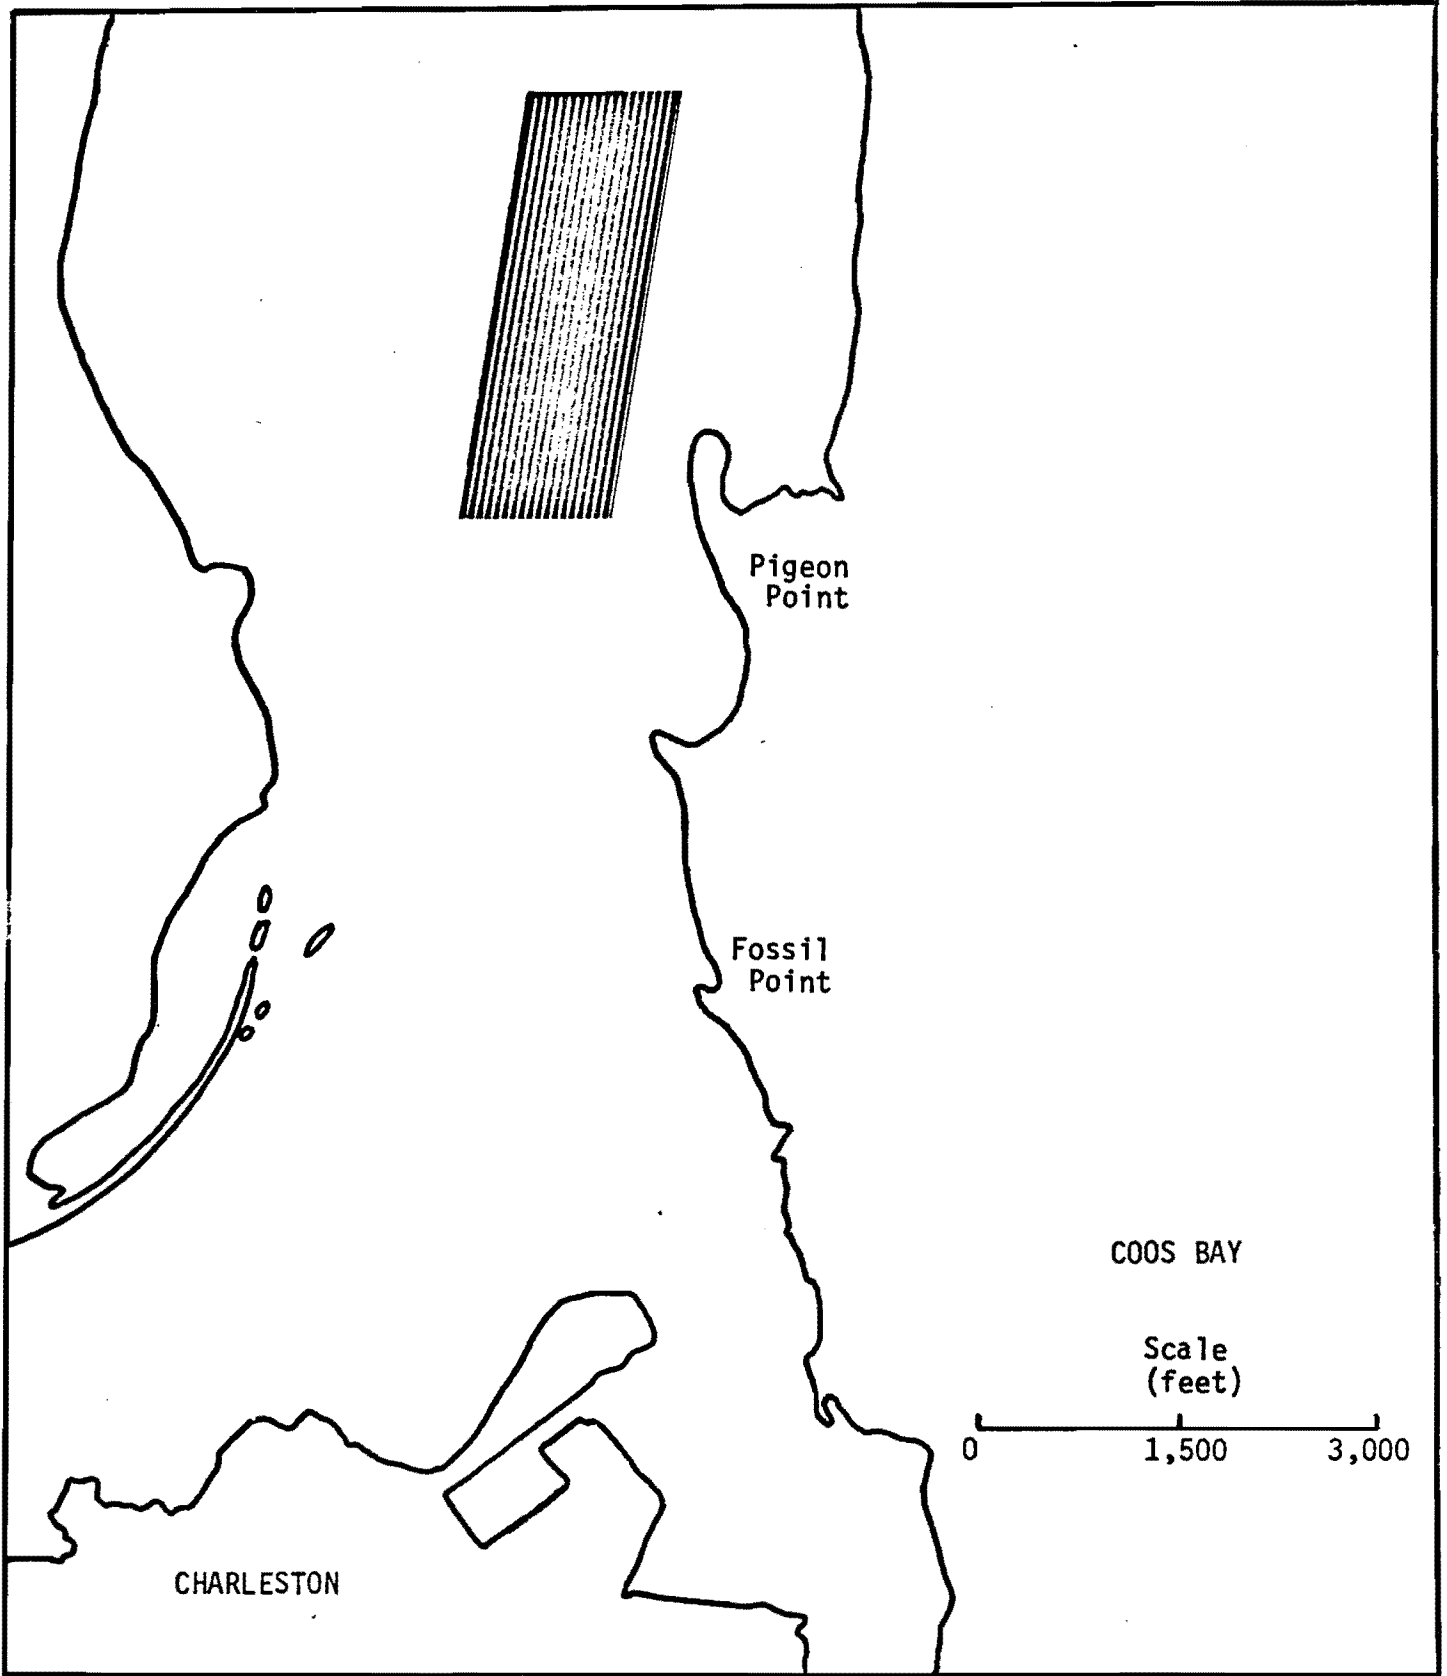 Pigeon
Point
Fossil
Point
COOS BAY
Scale
(feet)
0 1,500 3,000
CHARLESTON